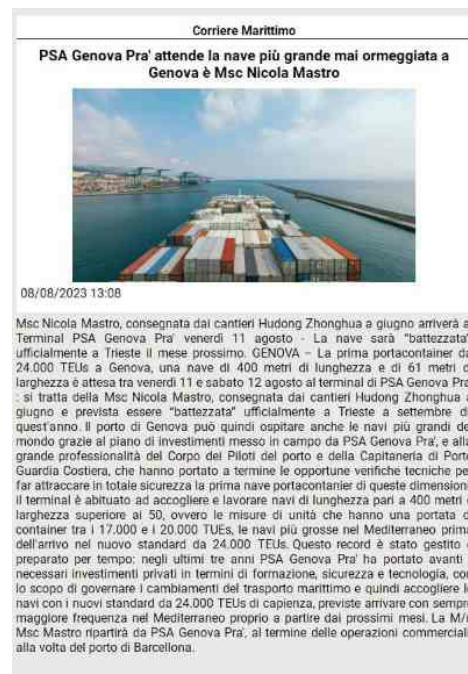 Corriere Marittimo
PSA Genova Pra' attende la nave più grande mai ormeggiata a
Genova è Msc Nicola Mastro
08/08/2023 13:08
Msc Nicola Mastro, consegnata dai cantieri Hudong Zhonghua a giugno arriverà a
Terminal PSA Genova Pra' venerdì 11 agosto - La nave sarà "battezzata"
ufficialmente a Trieste il mese prossimo. GENOVA – La prima portacontainer da
24.000 TEUs a Genova, una nave di 400 metri di lunghezza e di 61 metri d
larghezza è attesa tra venerdì 11 e sabato 12 agosto al terminal di PSA Genova Pra
: si tratta della Msc Nicola Mastro, consegnata dai cantieri Hudong Zhonghua a
giugno e prevista essere "battezzata" ufficialmente a Trieste a settembre d
quest'anno. Il porto di Genova può quindi ospitare anche le navi più grandi de
mondo grazie al piano di investimenti messo in campo da PSA Genova Pra', e alla
grande professionalità del Corpo dei Piloti del porto e della Capitaneria di Porto
Guardia Costiera, che hanno portato a termine le opportune verifiche tecniche pe
far attraccare in totale sicurezza la prima nave portacontanier di queste dimension
il terminal è abituato ad accogliere e lavorare navi di lunghezza pari a 400 metri
larghezza superiore ai 50, ovvero le misure di unità che hanno una portata d
container tra i 17.000 e i 20.000 TUEs, le navi più grosse nel Mediterraneo prima
dell'arrivo nel nuovo standard da 24.000 TEUs. Questo record è stato gestito
preparato per tempo: negli ultimi tre anni PSA Genova Pra' ha portato avanti
necessari investimenti privati in termini di formazione, sicurezza e tecnologia, con
lo scopo di governare i cambiamenti del trasporto marittimo e quindi accogliere le
navi con i nuovi standard da 24.000 TEUs di capienza, previste arrivare con sempre
maggiore frequenza nel Mediterraneo proprio a partire dai prossimi mesi. La M/
Msc Mastro ripartirà da PSA Genova Pra', al termine delle operazioni commercial
alla volta del porto di Barcellona.